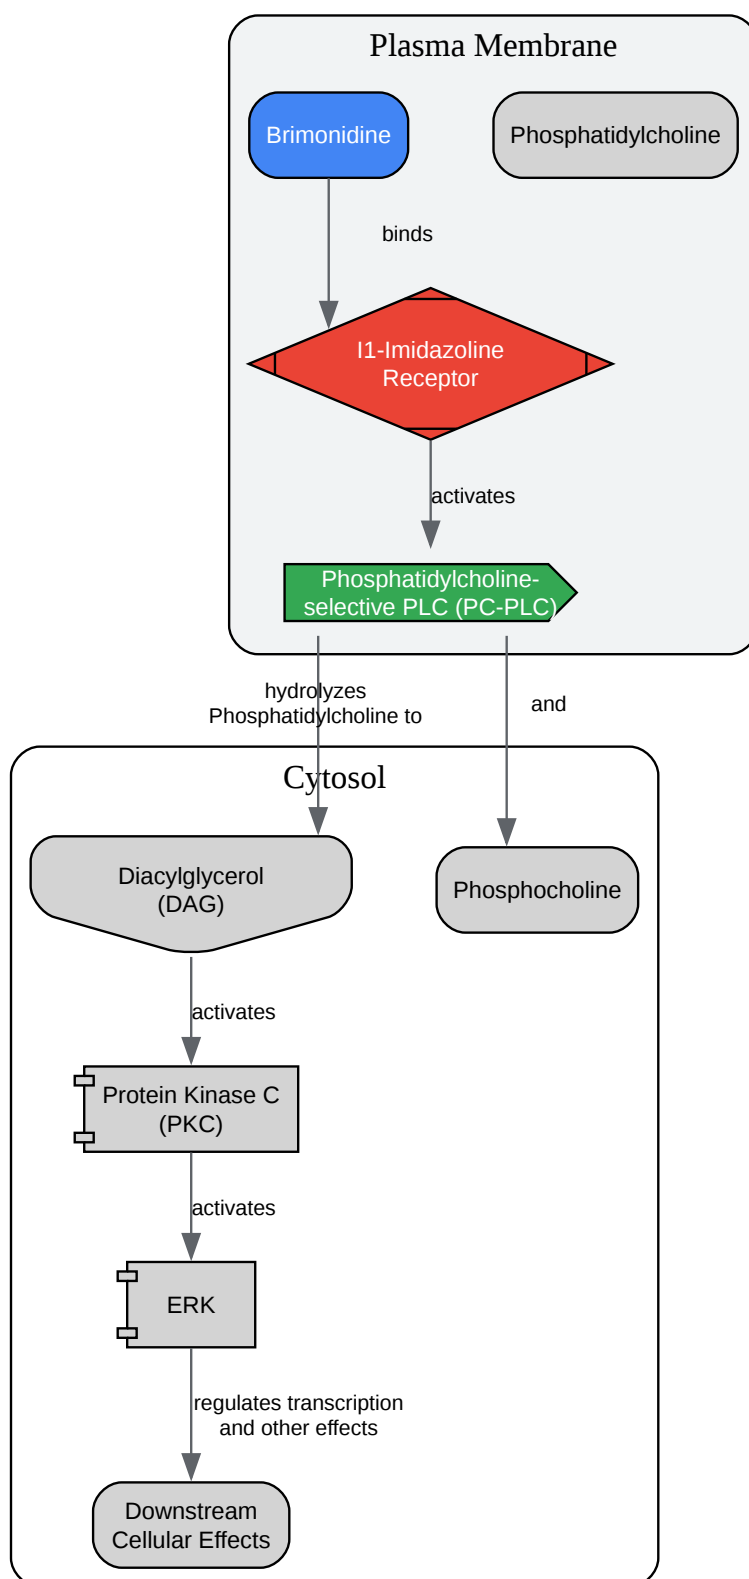 Plasma Membrane
Brimonidine
Phosphatidylcholine
binds
I1-Imidazoline
Receptor
activates
Phosphatidylcholine-
selective PLC (PC-PLC)
hydrolyzes
Phosphatidylcholine to
and
Cytosol
Diacylglycerol
(DAG)
Phosphocholine
activates
Protein Kinase C
(PKC)
activates
ERK
regulates transcription
and other effects
Downstream
Cellular Effects